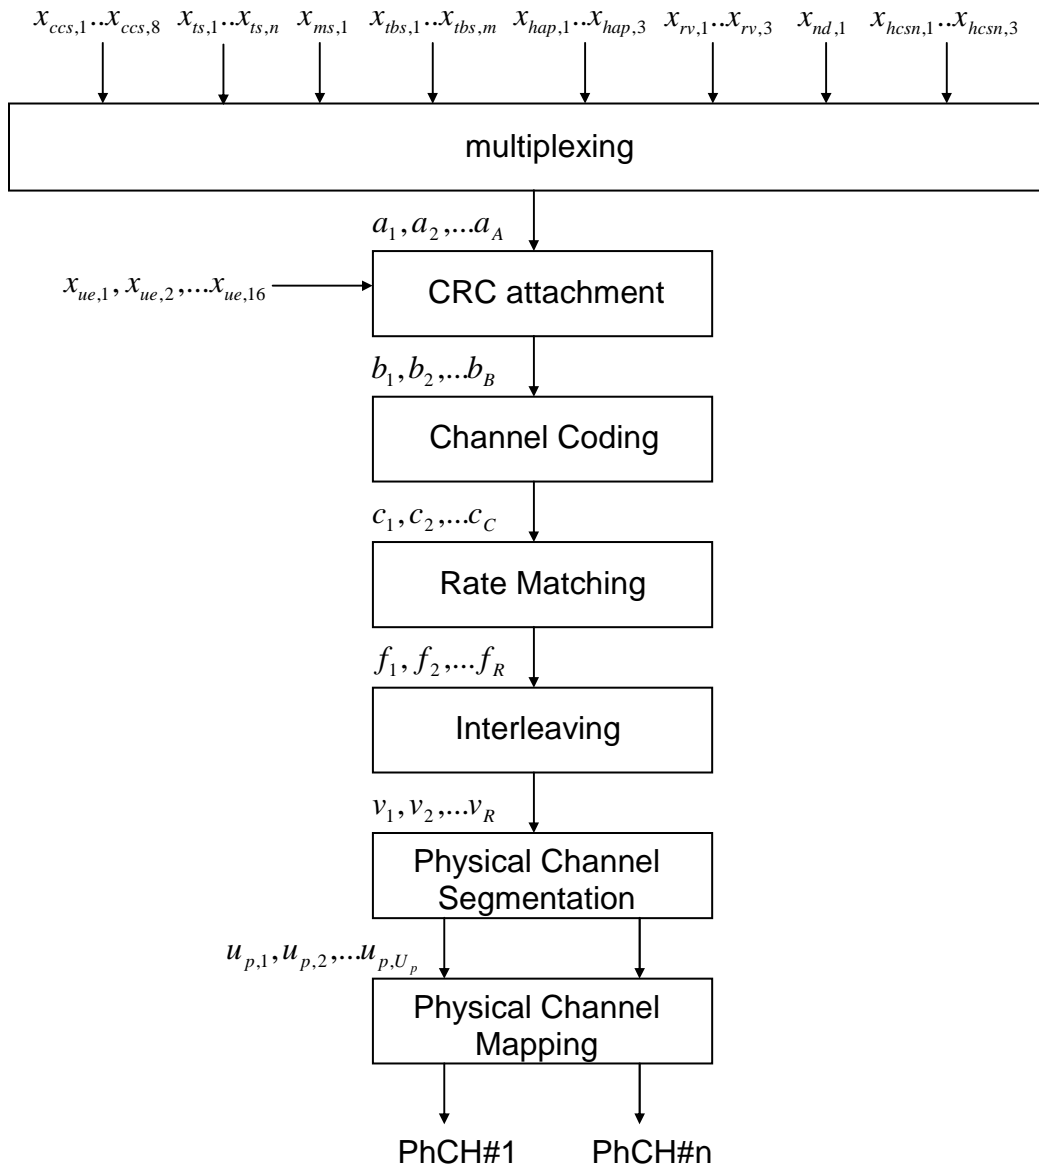 x_{ccs,1}..x_{ccs,8} x_{ts,1}..x_{ts,n} x_{ms,1} x_{tbs,1}..x_{tbs,m} x_{hap,1}..x_{hap,3} x_{rv,1}..x_{rv,3} x_{nd,1} x_{hcsn,1}..x_{hcsn,3}
multiplexing
a_1, a_2,...a_A
x_{ue,1}, x_{ue,2},...x_{ue,16}
CRC attachment
b_1, b_2,...b_B
Channel Coding
c_1, c_2,...c_C
Rate Matching
f_1, f_2,...f_R
Interleaving
v_1, v_2,...v_R
Physical Channel
Segmentation
u_{p,1}, u_{p,2},...u_{p,U_p}
Physical Channel
Mapping
PhCH#1 PhCH#n